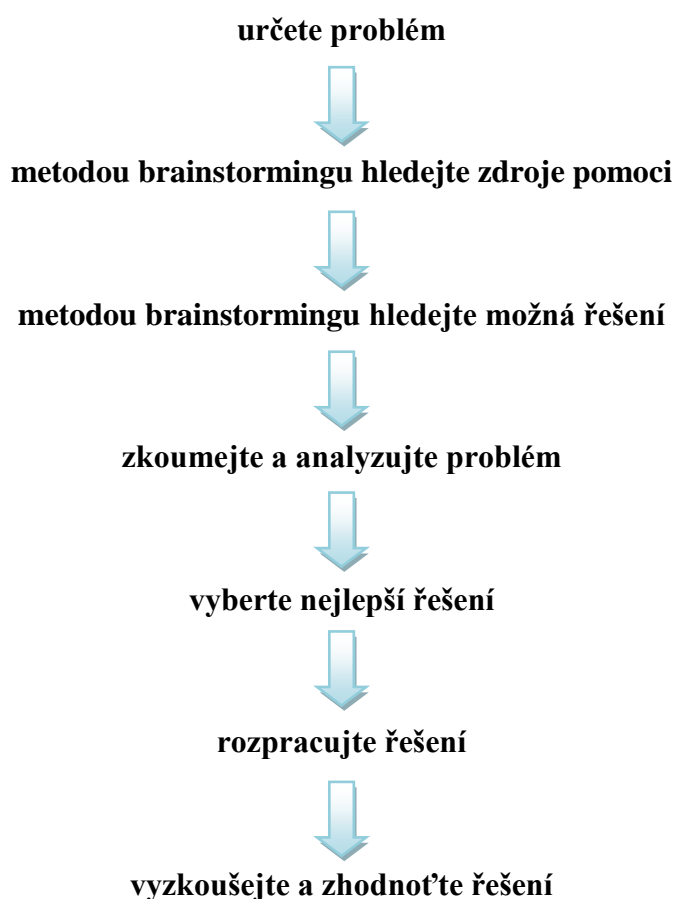 určete problém
metodou brainstormingu hledejte zdroje pomoci
metodou brainstormingu hledejte možná řešení
zkoumejte a analyzujte problém
vyberte nejlepší řešení
rozpracujte řešení
vyzkoušejte a zhodnoťte řešení